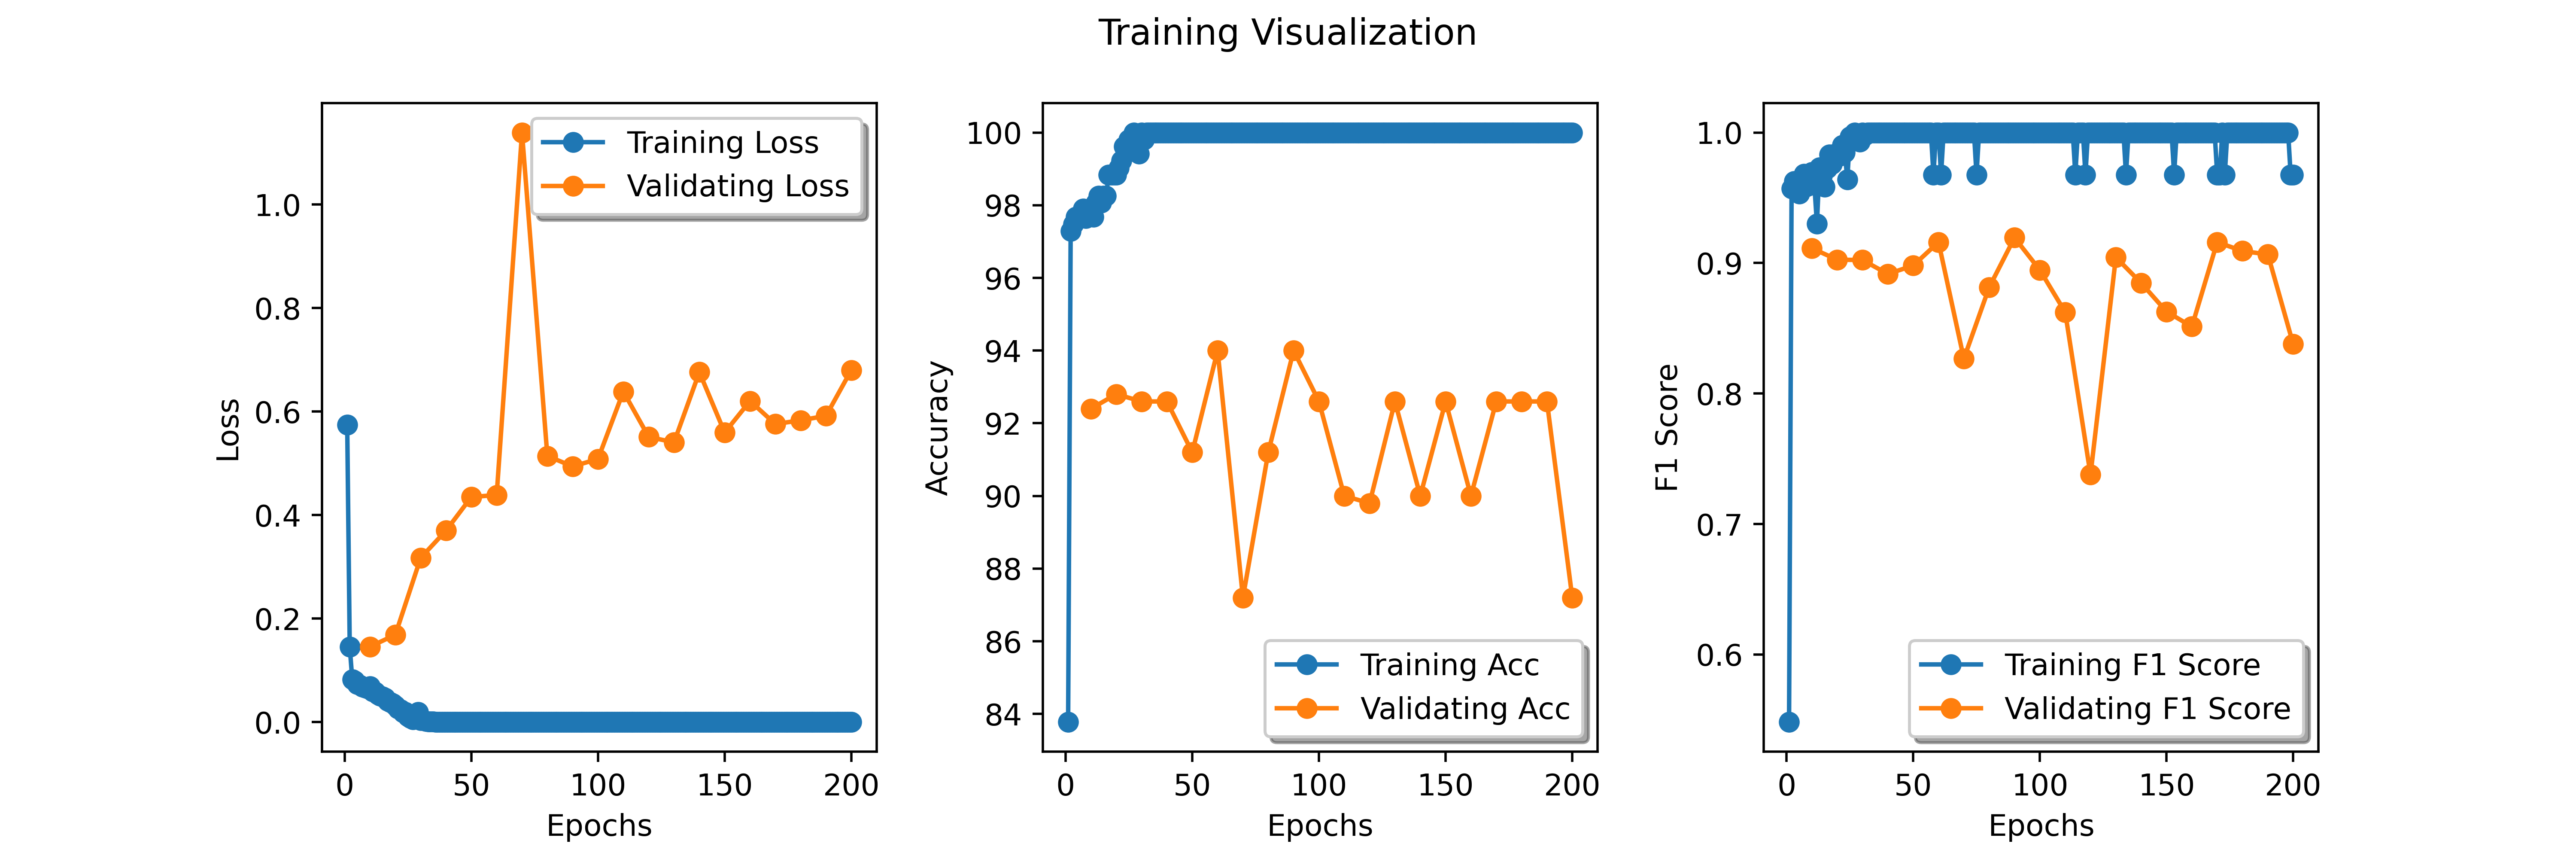 Training Visualization
Training Loss
Validating Loss
1.0
0.8
0.6
0.4
0.2
0.0
Loss
0
50
100
150
200
Epochs
100
98
96
94
92
90
88
86
84
Accuracy
Training Acc
Validating Acc
0
50
100
150
200
Epochs
1.0
0.9
0.8
0.7
0.6
F1 Score
Training F1 Score
Validating F1 Score
0
50
100
150
200
Epochs